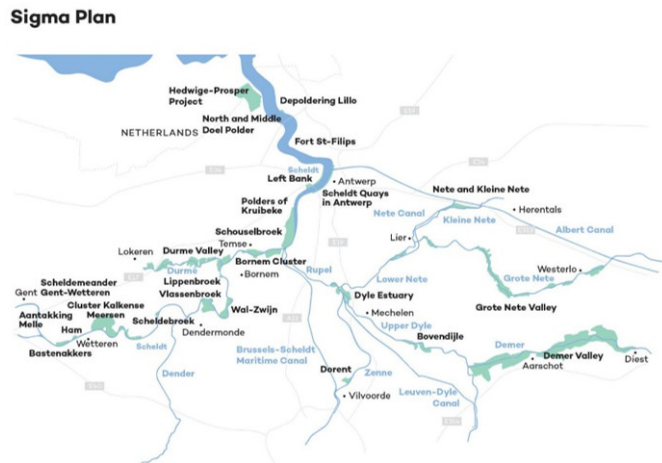 Sigma Plan
Hedwige-Prosper
Project
Depoldering Lillo
North and Middle
Doel Polder
NETHERLANDS
Fort St-Filips
Scheldt
Left Bank
Antwerp
Scheldt Quays
in Antwerp
Note and Kleine Nete
Polders of
Kruibeke
Nete Canal
Kleine Nete
Herentals
Schouselbroek
Albert Canal
Temse
Lier
Lokeren
Durme Valley
Bornem Cluster
Durme
Bornem
Rupel
Lower Nete
Grote Nete
Westerlo
Scheldemeander
Gent Gent-Wetteren
Lippenbroek
Vlassenbroek
Dyle Estuary
Grote Nete Valley
Cluster Kalkense
Meersen
Aantakking
Melle
Wal-Zwijn
Mechelen
Ham
Scheldebroek
Dendermonde
Upper Dyle
Bovendijle
Wetteren
Bastenakkers
Scheldt
Brussels-Scheldt
Maritime Canal
Demer
Demer Valley
Diest
Aarschot
Dender
Dorent
Zenne
Vilvoorde
Leuven-Dyle
Canal